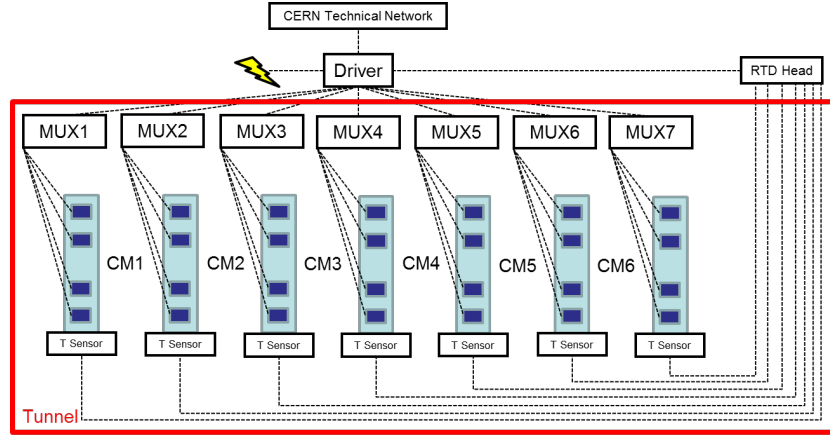 CERN Technical Network
Driver
RTD Head
MUX1
MUX2
MUX3
MUX4
MUX5
MUX6
MUX7
CM1
CM2
CM3
CM4
CM5
CM6
T Sensor
T Sensor
T Sensor
T Sensor
T Sensor
T Sensor
T Sensor
Tunnel